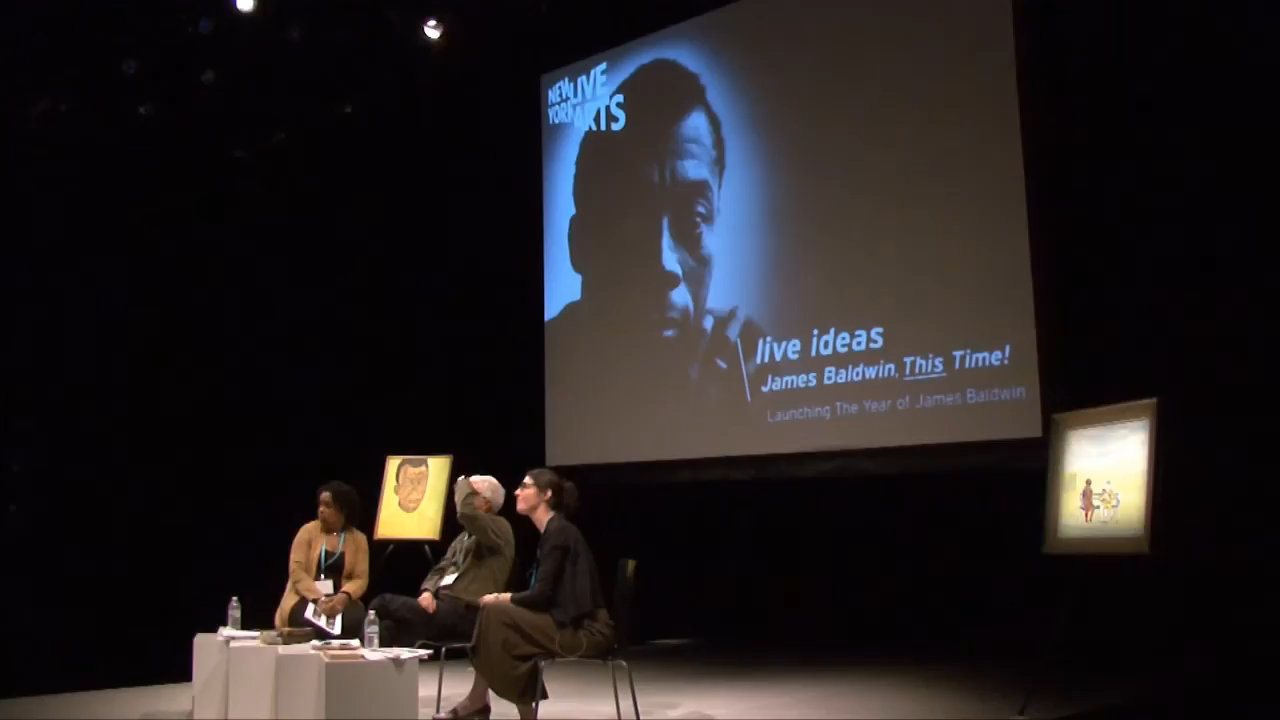 NEW LIVE
YORK ARTS
live ideas
James Baldwin, This Time!
Launching The Year of James Baldwin